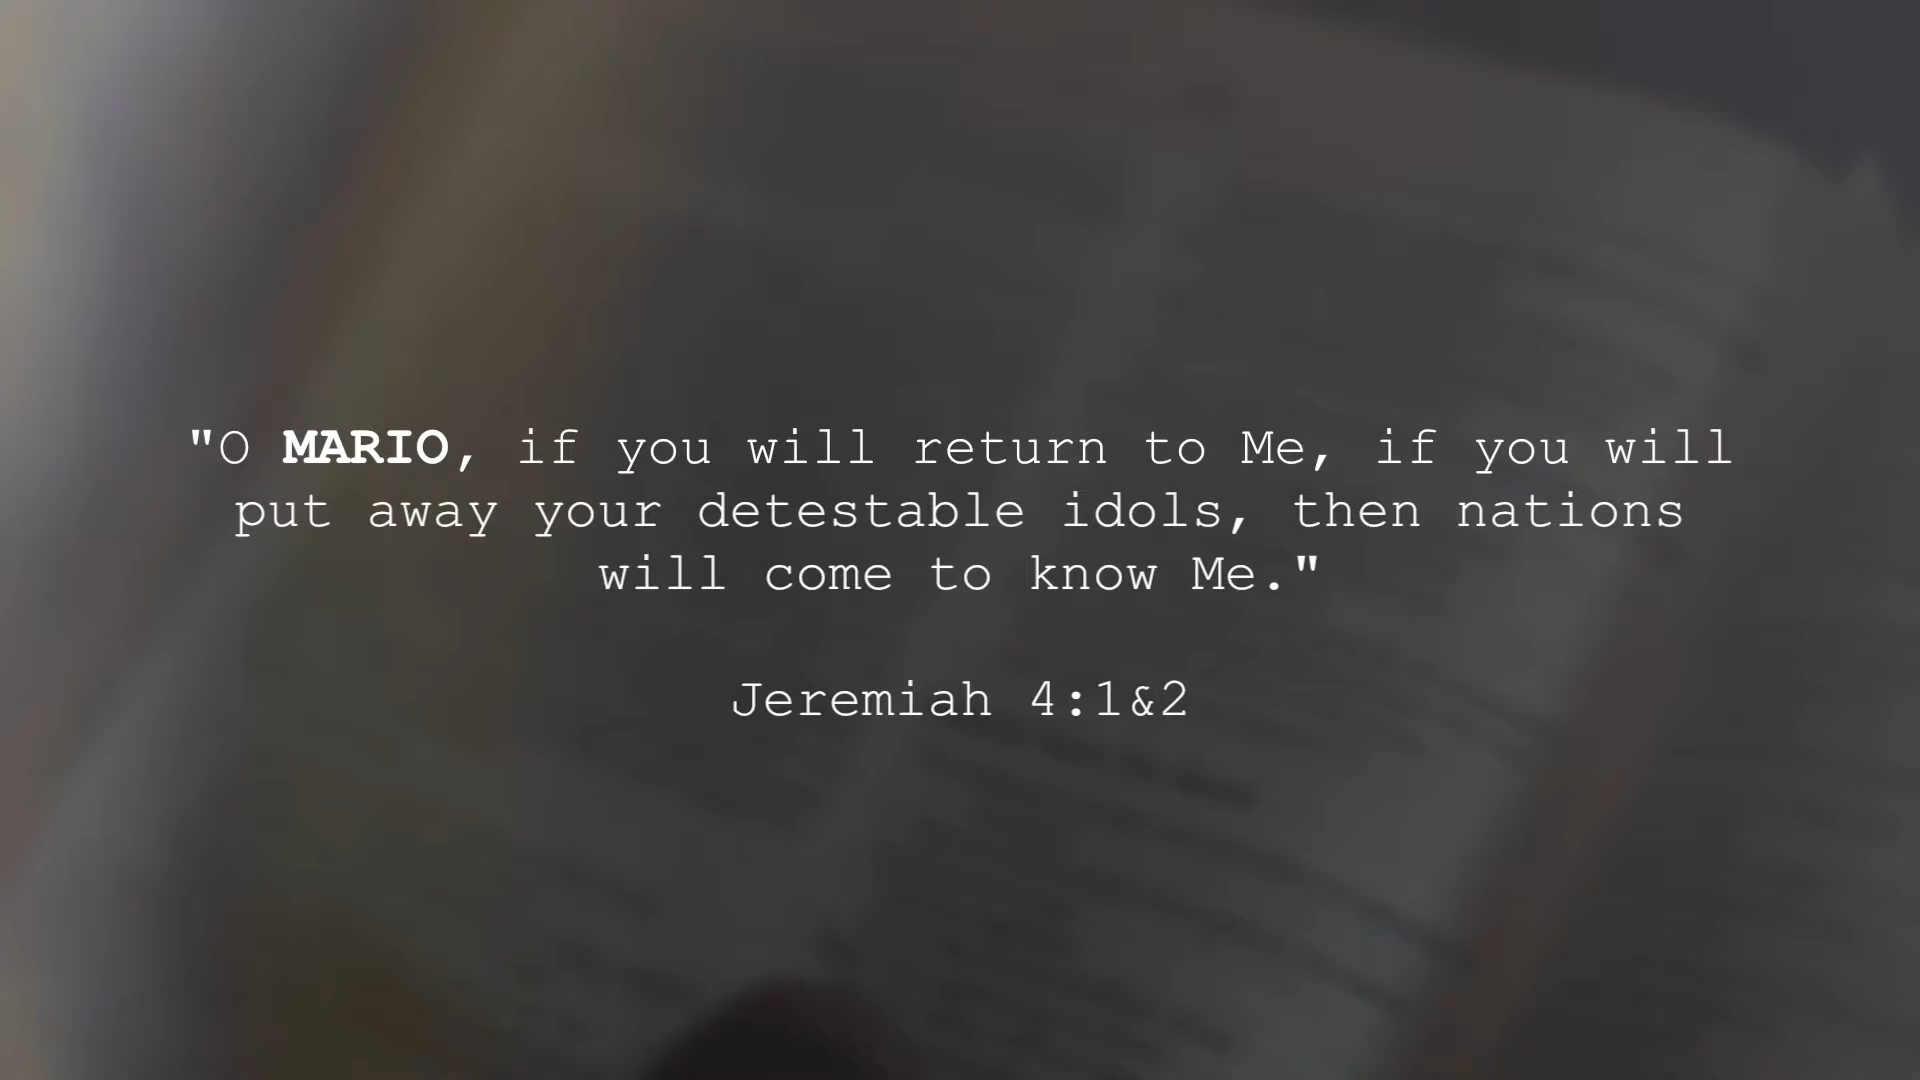 "O MARIO, if you will return to Me, if you will
put away your detestable idols, then nations
will come to know Me."
Jeremiah 4:1&2